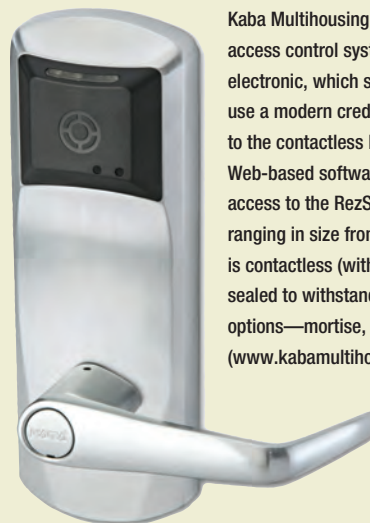 Kaba Multihousing
access control syst
electronic, which s
use a modern cred
to the contactless
Web-based softwa
access to the RezS
ranging in size from
is contactless (with
sealed to withstand
options—mortise,
(www.kabamultiho